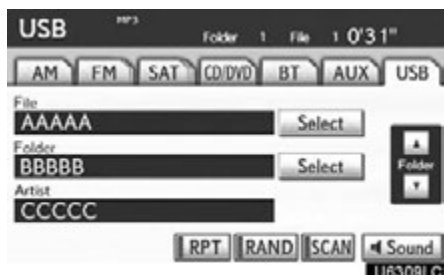 USB MP3 Folder 1 File 1 0'31"
AM FM SAT CD/DVD BT AUX USB
File
AAAAA Select
Folder
BBBBB Select
Folder
Artist
CCCCC
RPT RAND SCAN Sound
U6309LC